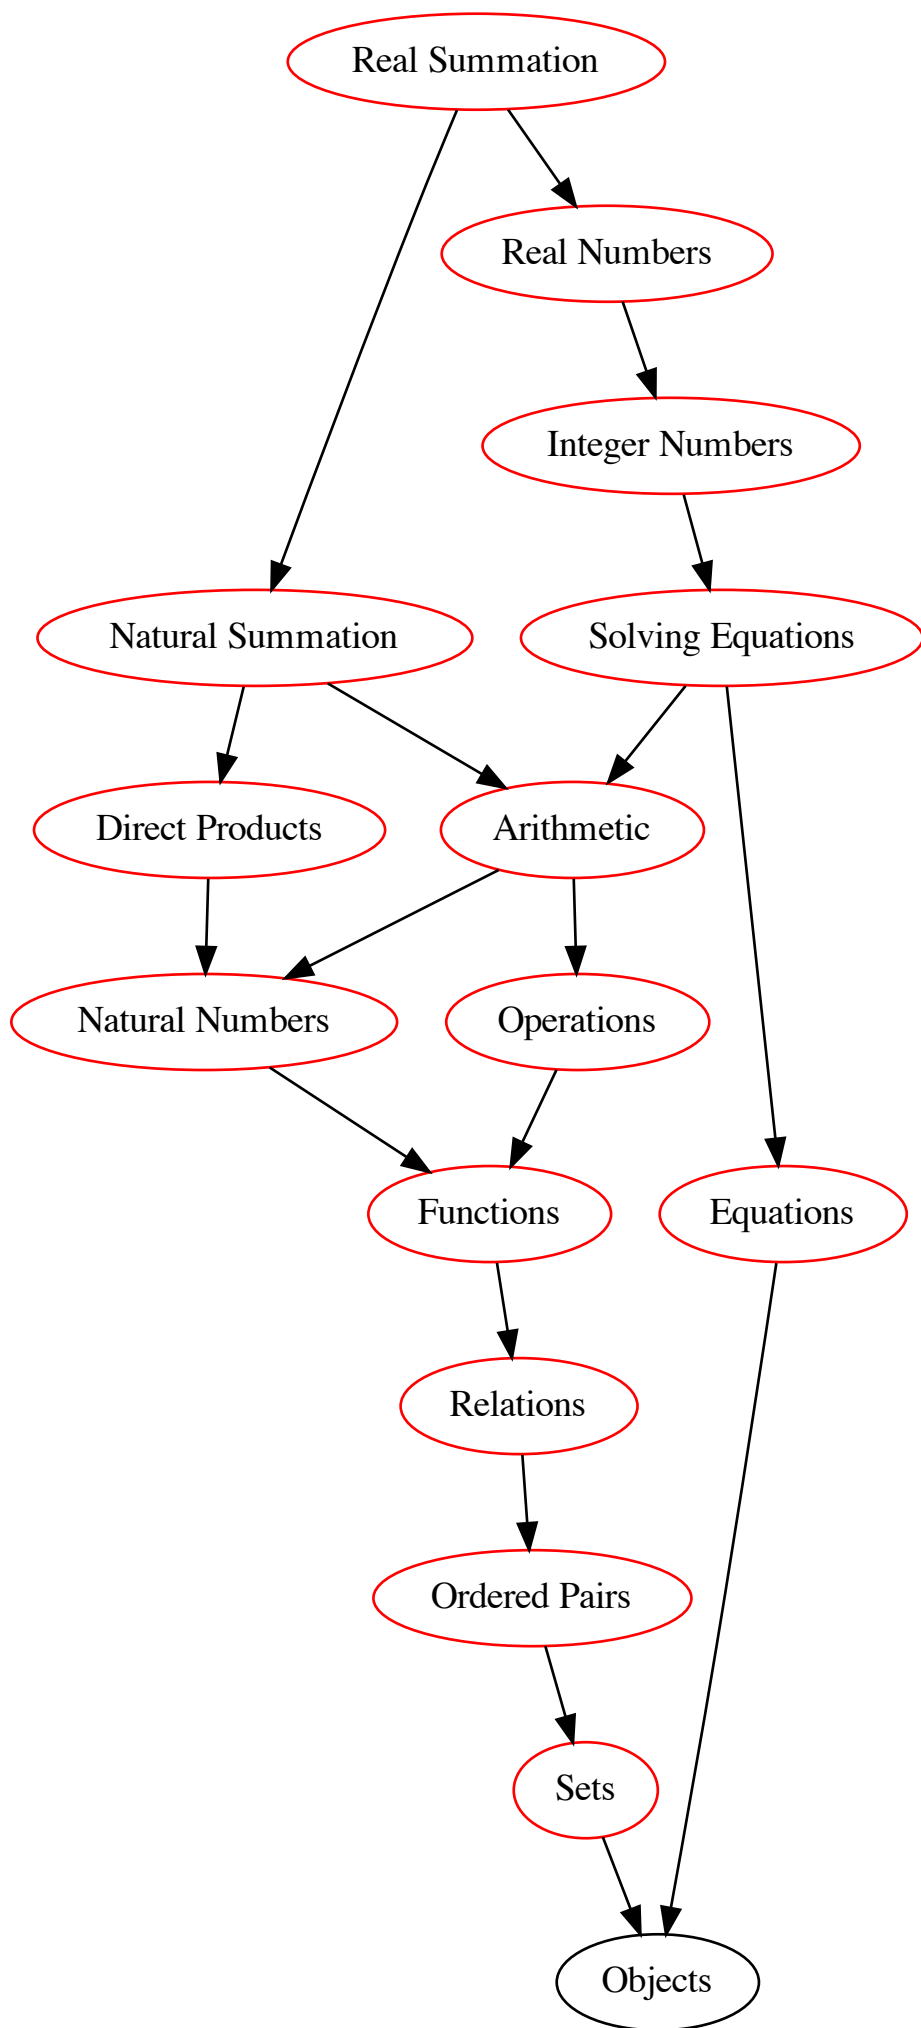 Real Summation
Real Numbers
Integer Numbers
Natural Summation
Solving Equations
Direct Products
Arithmetic
Natural Numbers
Operations
Functions
Equations
Relations
Ordered Pairs
Sets
Objects